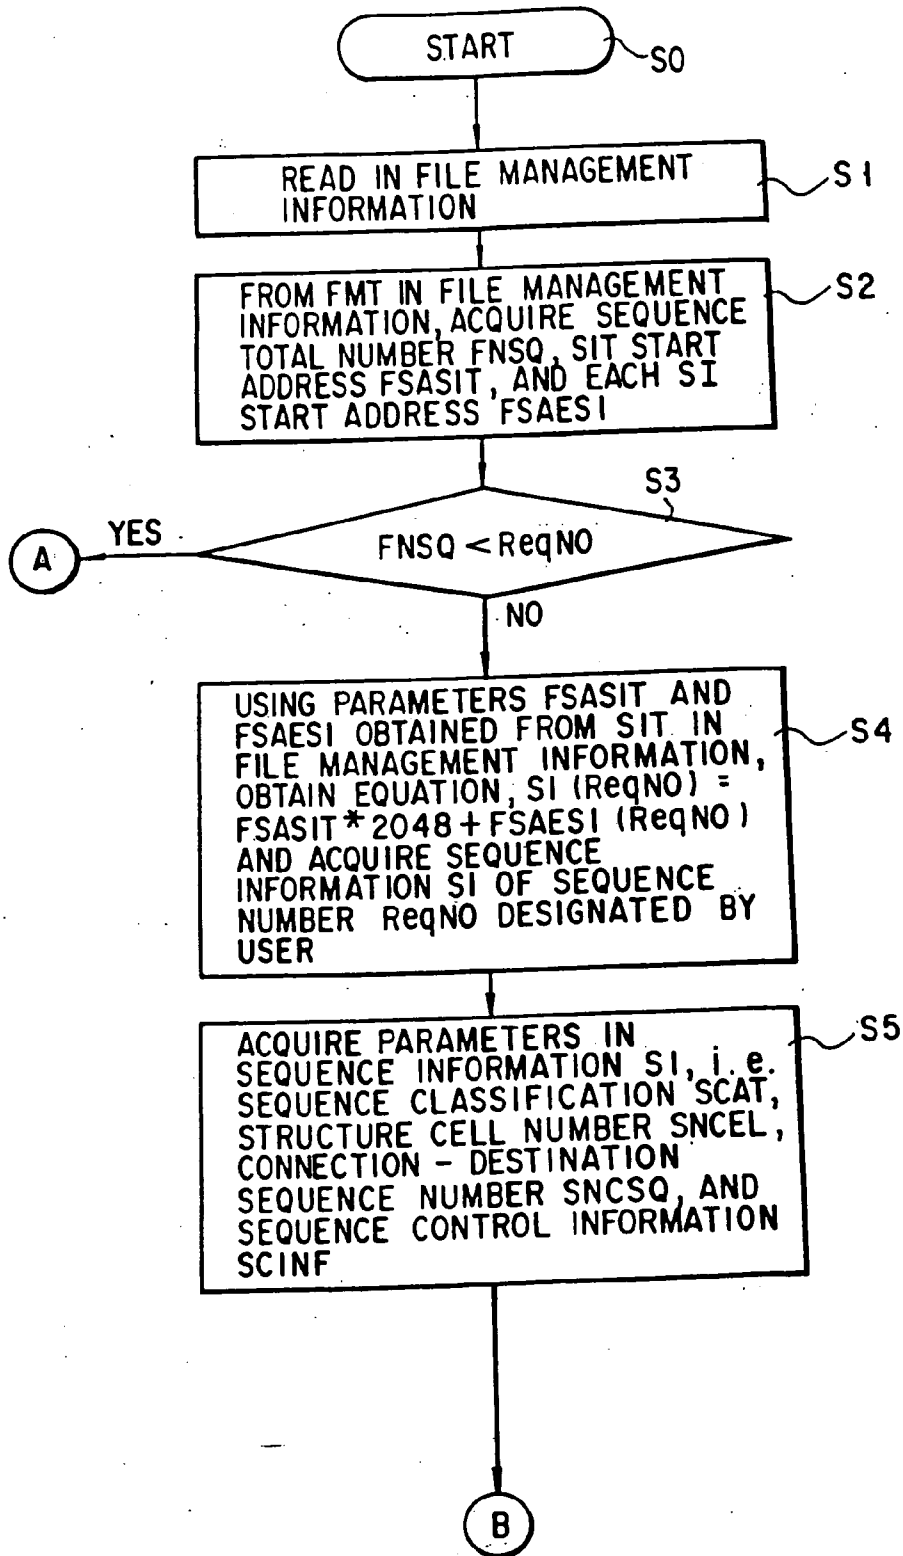 START
S0
READ IN FILE MANAGEMENT
INFORMATION
S1
FROM FMT IN FILE MANAGEMENT
INFORMATION, ACQUIRE SEQUENCE
TOTAL NUMBER FNSQ, SIT START
ADDRESS FSASIT, AND EACH SI
START ADDRESS FSAESI
S2
S3
FNSQ < ReqNO
YES
A
NO
USING PARAMETERS FSASIT AND
FSAESI OBTAINED FROM SIT IN
FILE MANAGEMENT INFORMATION,
OBTAIN EQUATION, SI (ReqNO) =
FSASIT * 2048 + FSAESI (ReqNO)
AND ACQUIRE SEQUENCE
INFORMATION SI OF SEQUENCE
NUMBER ReqNO DESIGNATED BY
USER
S4
ACQUIRE PARAMETERS IN
SEQUENCE INFORMATION SI, i.e.
SEQUENCE CLASSIFICATION SCAT,
STRUCTURE CELL NUMBER SNCEL,
CONNECTION - DESTINATION
SEQUENCE NUMBER SNCSQ, AND
SEQUENCE CONTROL INFORMATION
SCINF
S5
B